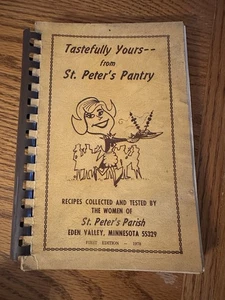 Tastefully Yours--
from
St. Peter's Pantry
RECIPES COLLECTED AND TESTED BY
THE WOMEN OF
St. Peter's Parish
EDEN VALLEY, MINNESOTA 55329
FIRST EDITION -